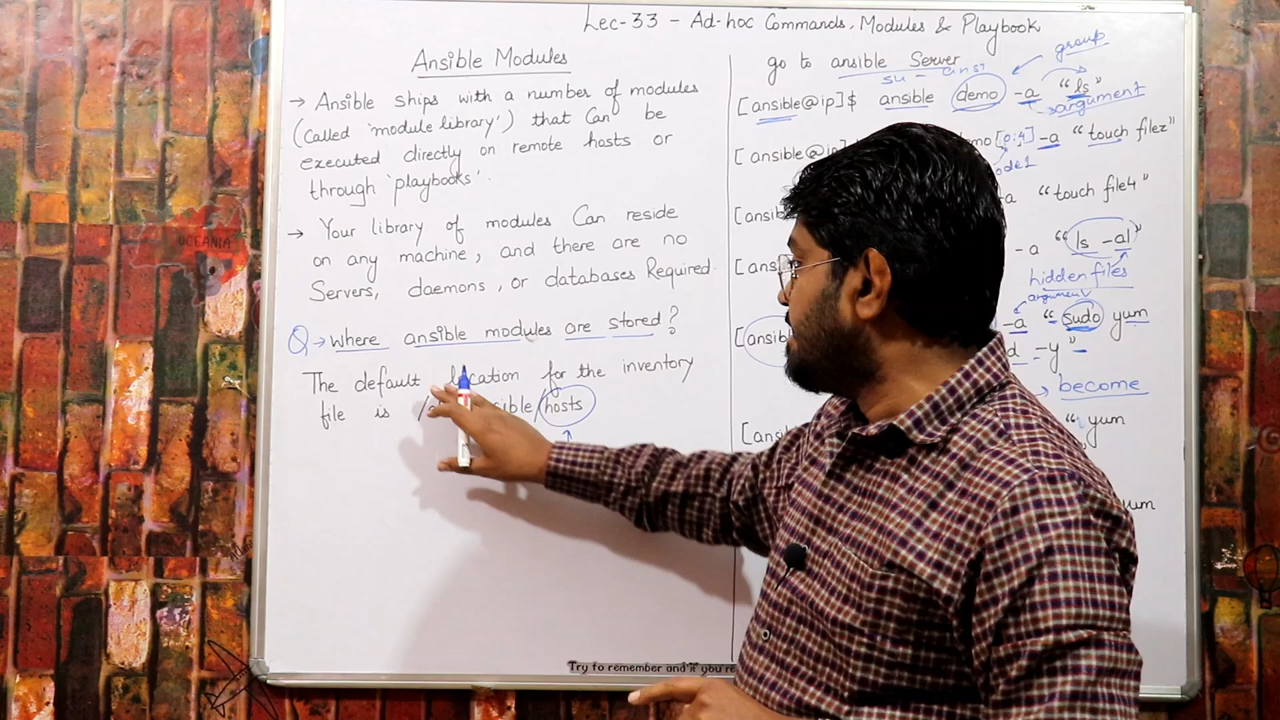 Lec-33 - Ad-hoc Commands, Modules & Playbook
Ansible Modules
→ Ansible ships with a number of modules
(called 'module library') that Can be
executed directly on remote hosts or
through 'playbooks'.
→ Your library of modules Can reside
on any machine, and there are no
Servers, daemons, or databases Required.
Q → Where ansible modules are stored?
The default location for the inventory
file is / /hosts
go to ansible Server
group
[ansible@ip]$ ansible demo -a "ls"
argument
[ansible@ip] -a "touch filez"
"touch file4"
-a "ls -al"
hidden files
argument
-a "sudo yum
-y"
→ become
"yum
yum
OCEANIA
Try to remember and if you re